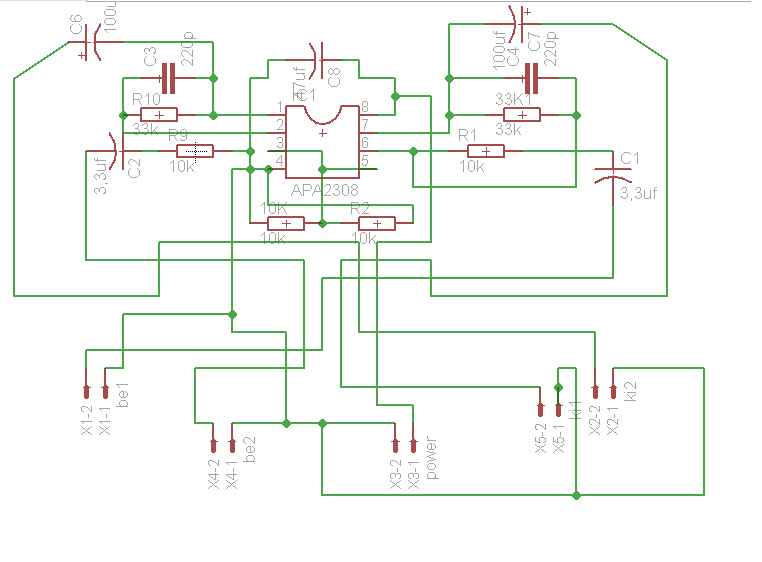 C6
100u
C3
220p
R10
33k
R9
10k
3,3uf
C2
C8
1
2
3
4
8
7
6
5
APA2308
10K
10k
R2
10k
100uf
C4
C7
220p
33K1
33k
R1
10k
C1
3,3uf
X1-2
X1-1
be1
X4-2
X4-1
be2
X3-2
X3-1
power
X5-2
X5-1
ki1
X2-2
X2-1
ki2